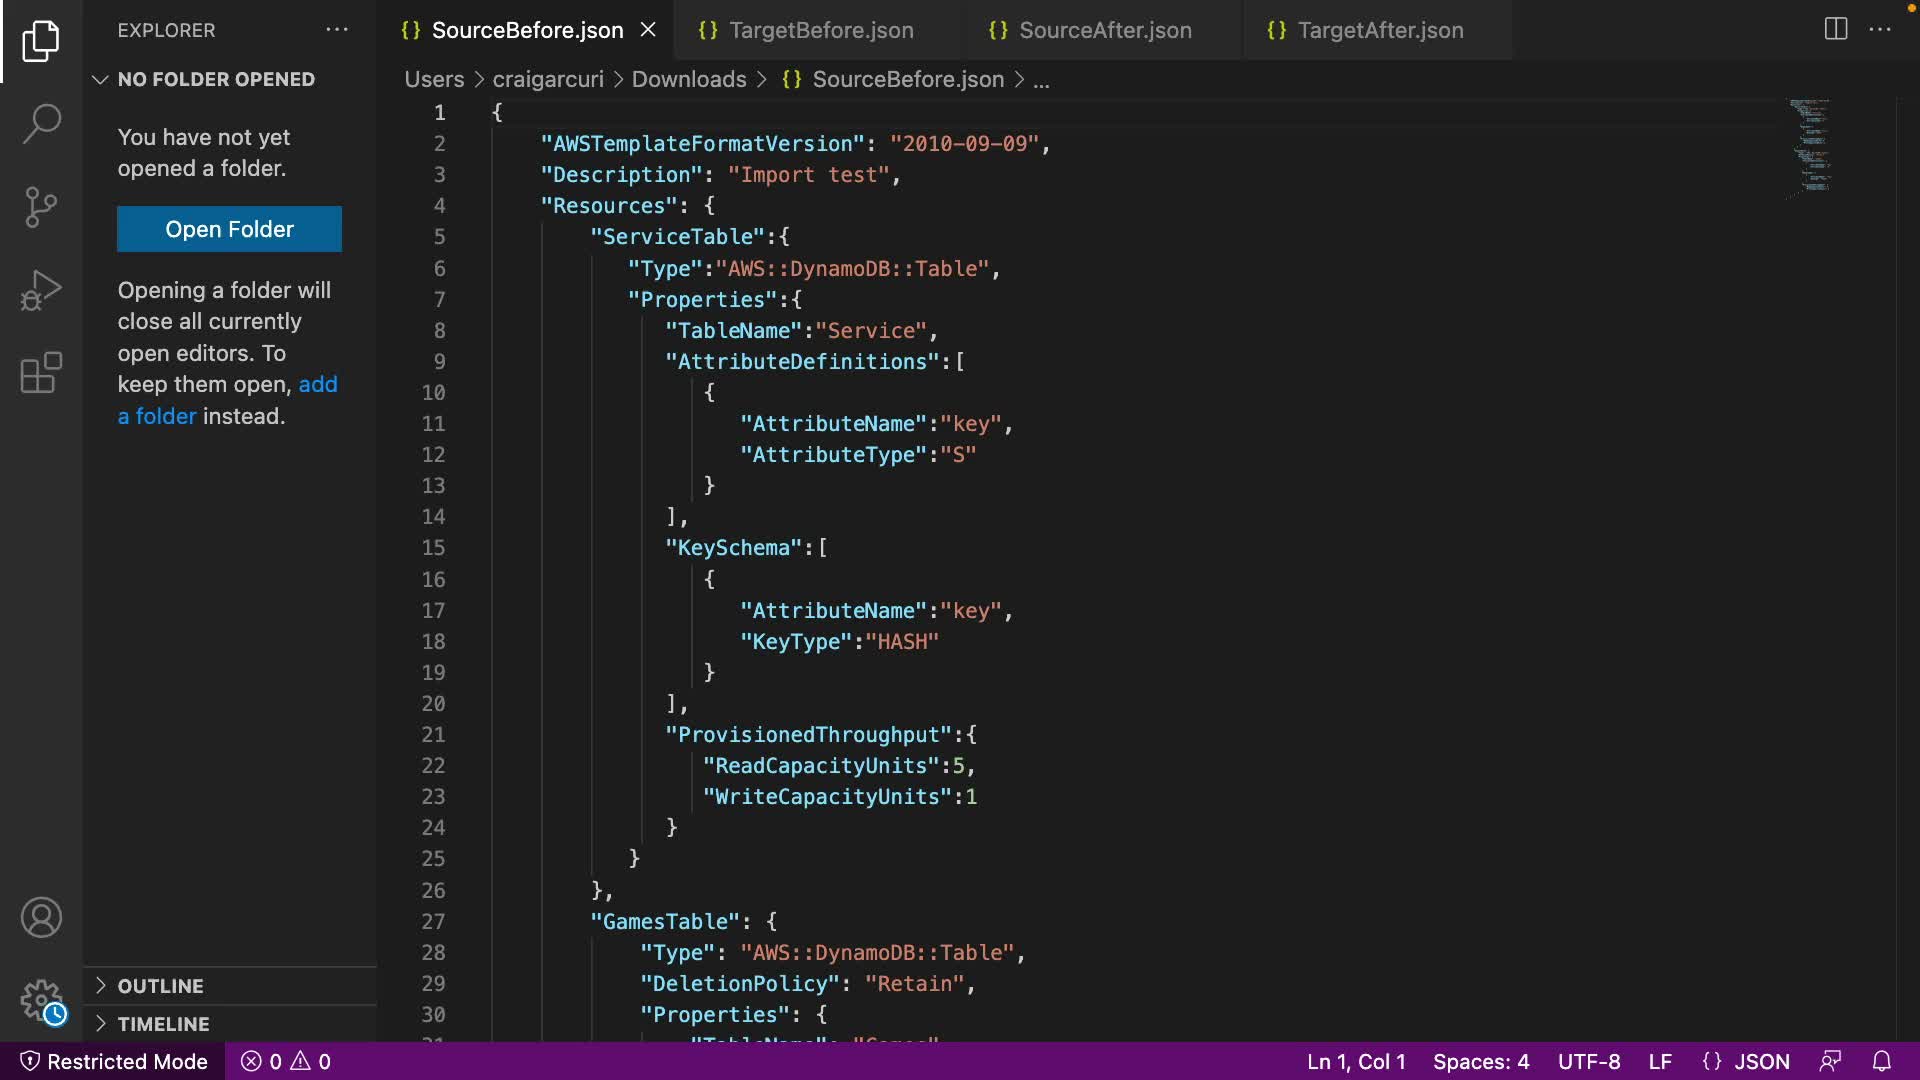 EXPLORER
NO FOLDER OPENED
You have not yet
opened a folder.
Open Folder
Opening a folder will
close all currently
open editors. To
keep them open, add
a folder instead.
OUTLINE
TIMELINE
{} SourceBefore.json
{} TargetBefore.json
{} SourceAfter.json
{} TargetAfter.json
Users > craigarcuri > Downloads > {} SourceBefore.json > ...
1 {
2 "AWSTemplateFormatVersion": "2010-09-09",
3 "Description": "Import test",
4 "Resources": {
5 "ServiceTable":{
6 "Type":"AWS::DynamoDB::Table",
7 "Properties":{
8 "TableName":"Service",
9 "AttributeDefinitions":[
10 {
11 "AttributeName":"key",
12 "AttributeType":"S"
13 }
14 ],
15 "KeySchema":[
16 {
17 "AttributeName":"key",
18 "KeyType":"HASH"
19 }
20 ],
21 "ProvisionedThroughput":{
22 "ReadCapacityUnits":5,
23 "WriteCapacityUnits":1
24 }
25 }
26 },
27 "GamesTable": {
28 "Type": "AWS::DynamoDB::Table",
29 "DeletionPolicy": "Retain",
30 "Properties": {
Restricted Mode 0 0
Ln 1, Col 1 Spaces: 4 UTF-8 LF {} JSON